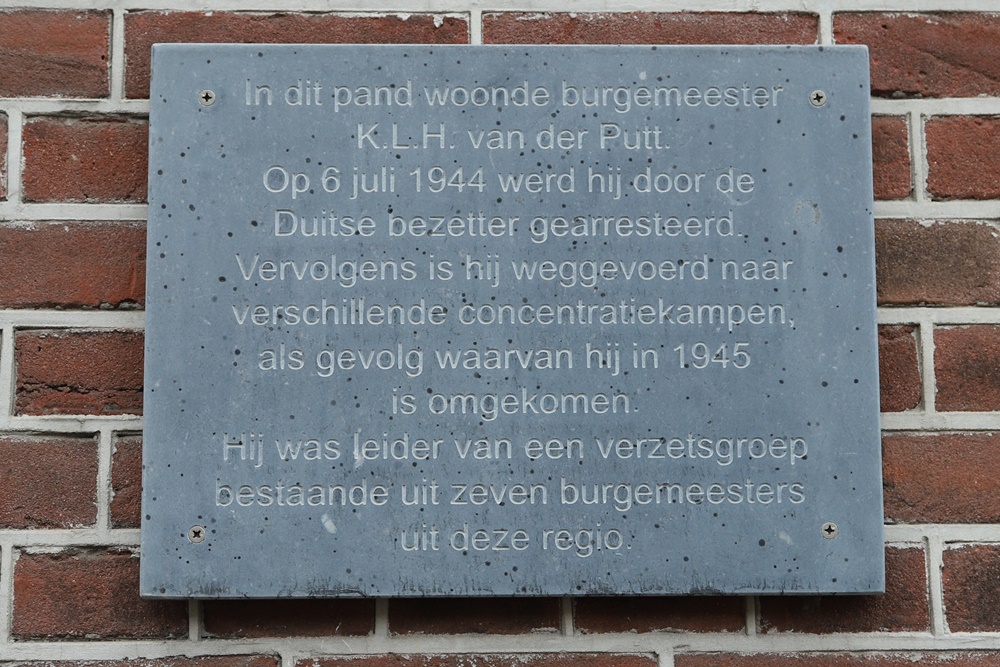 In dit pand woonde burgemeester
K.L.H. van der Putt.
Op 6 juli 1944 werd hij door de
Duitse bezetter gearresteerd.
Vervolgens is hij weggevoerd naar
verschillende concentratiekampen,
als gevolg waarvan hij in 1945
is omgekomen.
Hij was leider van een verzetsgroep
bestaande uit zeven burgemeesters
uit deze regio.